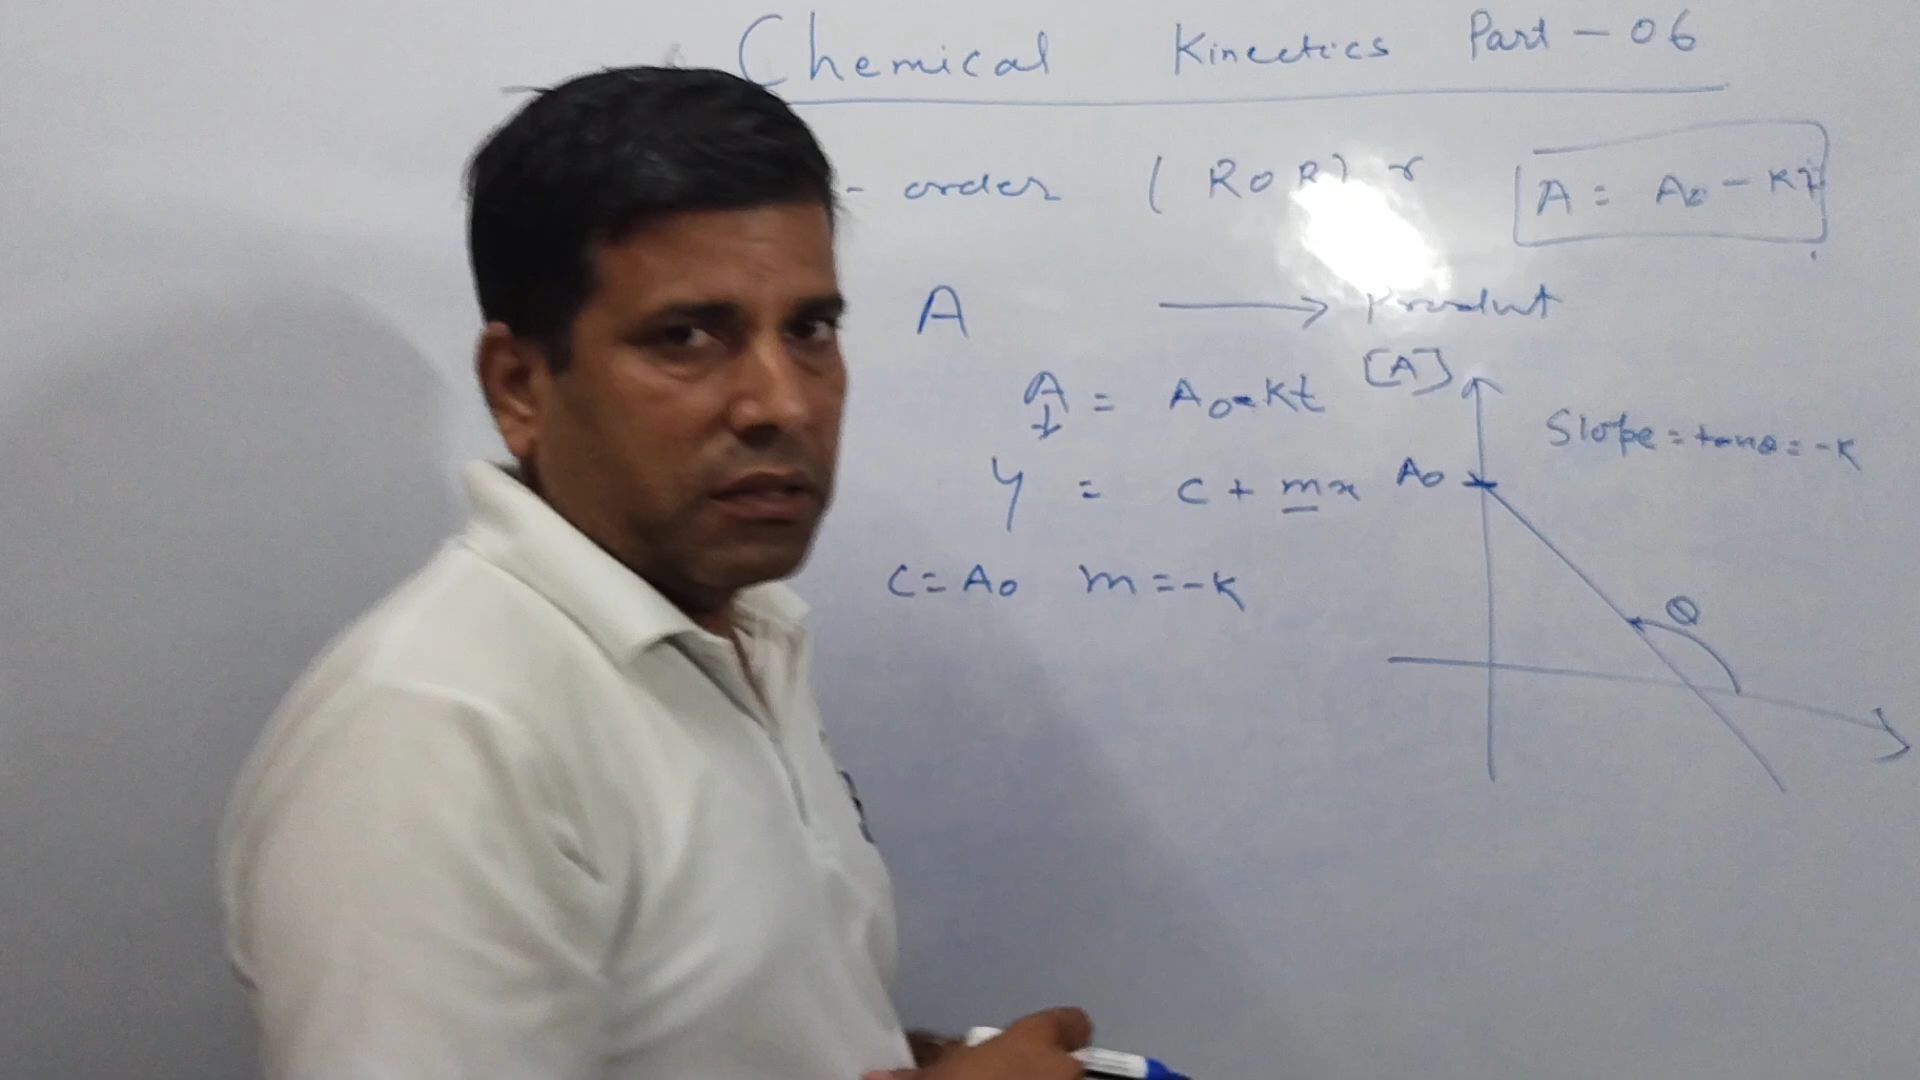 Chemical Kinectics Part - 06
- order ( ROR) r
A = A₀ - Kt
A ⟶ Product
A = A₀-Kt
[A]
Slope = tanθ = -K
Y = C + mx
A₀
C = A₀ m = -K
θ